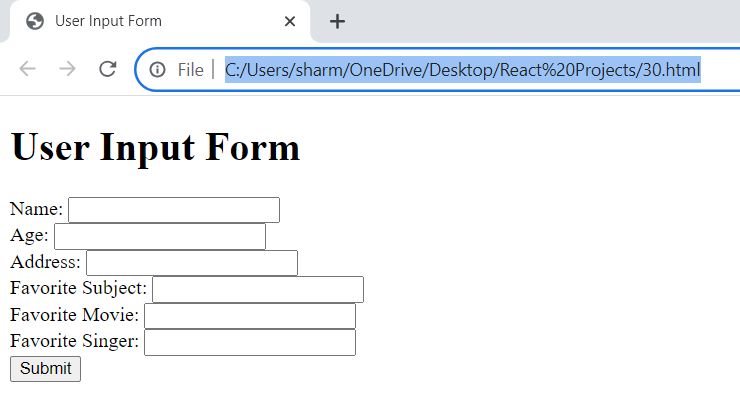 User Input Form
File C:/Users/sharm/OneDrive/Desktop/React%20Projects/30.html
User Input Form
Name:
Age:
Address:
Favorite Subject:
Favorite Movie:
Favorite Singer:
Submit